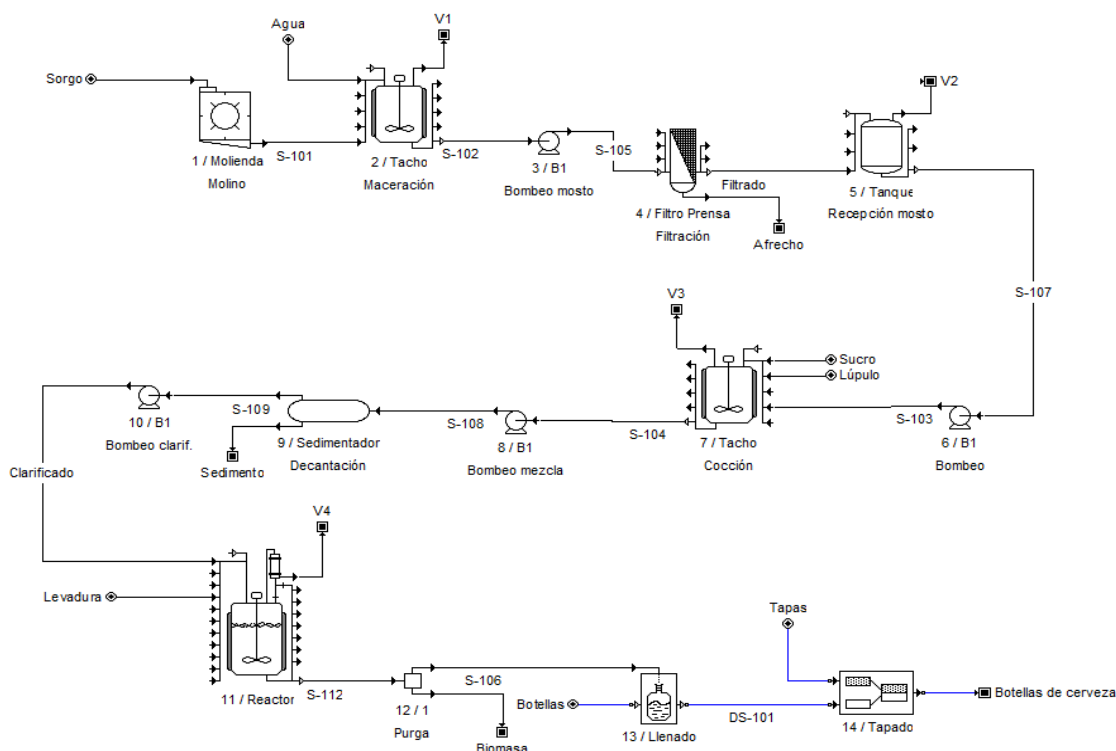 Agua
V1
Sorgo
V2
S-101
S-102
S-105
1 / Molienda
Molino
2 / Tacho
Maceración
3 / B1
Bombeo mosto
Filtrado
4 / Filtro Prensa
Filtración
5 / Tanque
Recepción mosto
Afrecho
S-107
V3
Sucro
Lúpulo
S-109
S-108
S-104
S-103
10 / B1
Bombeo clarif.
9 / Sedimentador
Decantación
8 / B1
Bombeo mezcla
7 / Tacho
Cocción
6 / B1
Bombeo
Clarificado
Sedimento
V4
Levadura
Tapas
11 / Reactor
S-112
S-106
12 / 1
Purga
Botellas
Biomasa
13 / Llenado
DS-101
14 / Tapado
Botellas de cerveza